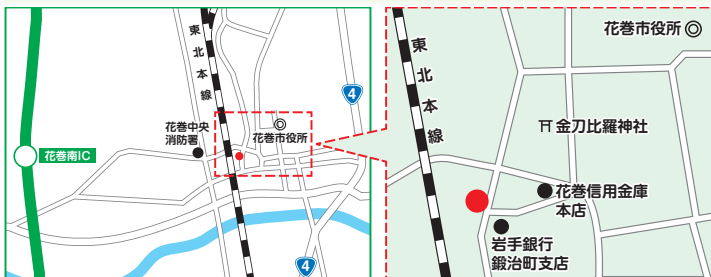 東北本線
4
花巻中央
消防署
花巻市役所
花巻南IC
4
花巻市役所
東北本線
金刀比羅神社
花巻信用金庫
本店
岩手銀行
鍛治町支店